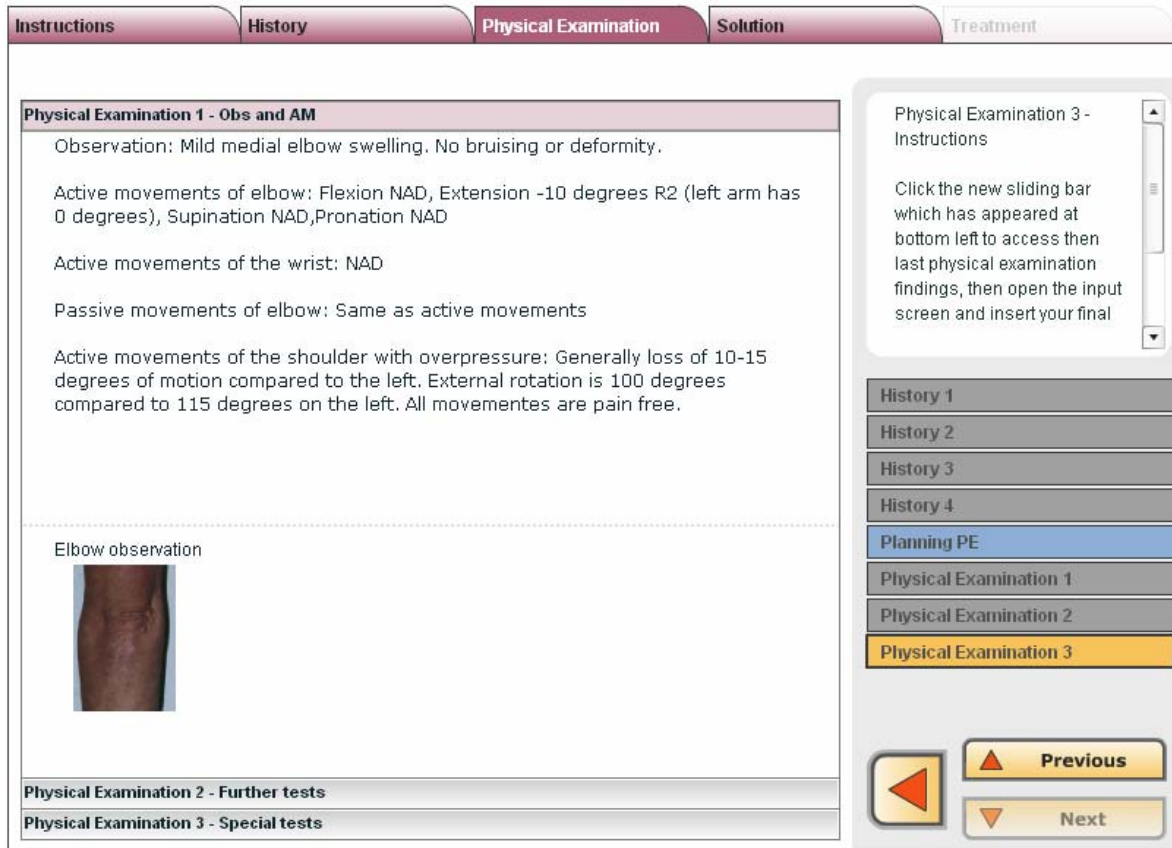 Instructions
History
Physical Examination
Solution
Treatment
Physical Examination 1 - Obs and AM
Observation: Mild medial elbow swelling. No bruising or deformity.
Active movements of elbow: Flexion NAD, Extension -10 degrees R2 (left arm has
0 degrees), Supination NAD,Pronation NAD
Active movements of the wrist: NAD
Passive movements of elbow: Same as active movements
Active movements of the shoulder with overpressure: Generally loss of 10-15
degrees of motion compared to the left. External rotation is 100 degrees
compared to 115 degrees on the left. All movementes are pain free.
Elbow observation
Physical Examination 2 - Further tests
Physical Examination 3 - Special tests
Physical Examination 3 -
Instructions
Click the new sliding bar
which has appeared at
bottom left to access then
last physical examination
findings, then open the input
screen and insert your final
History 1
History 2
History 3
History 4
Planning PE
Physical Examination 1
Physical Examination 2
Physical Examination 3
Previous
Next